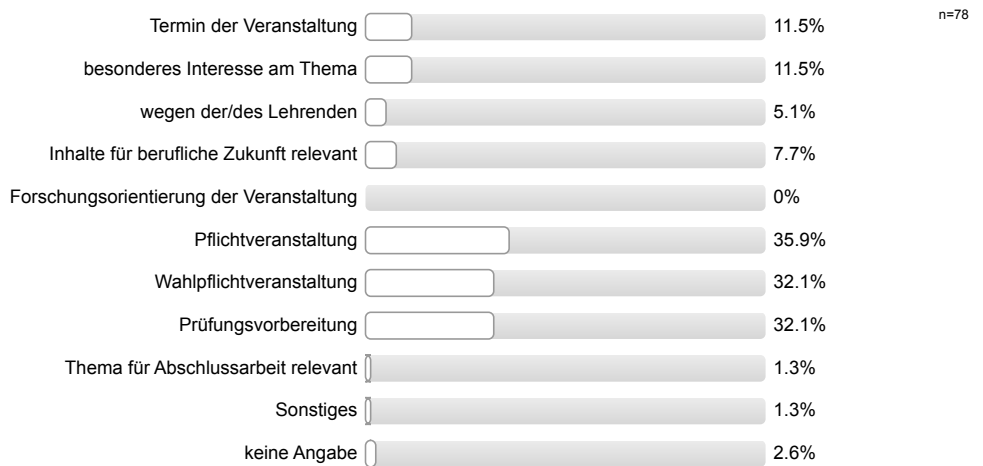 n=78
Termin der Veranstaltung 11.5%
besonderes Interesse am Thema 11.5%
wegen der/des Lehrenden 5.1%
Inhalte für berufliche Zukunft relevant 7.7%
Forschungsorientierung der Veranstaltung 0%
Pflichtveranstaltung 35.9%
Wahlpflichtveranstaltung 32.1%
Prüfungsvorbereitung 32.1%
Thema für Abschlussarbeit relevant 1.3%
Sonstiges 1.3%
keine Angabe 2.6%